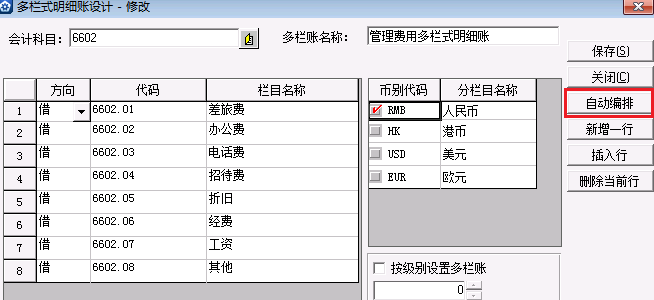 多栏式明细账设计 - 修改
会计科目: 6602
多栏账名称: 管理费用多栏式明细账
保存(S)
关闭(C)
自动编排
新增一行
插入行
删除当前行
方向 代码 栏目名称
1 借 6602.01 差旅费
2 借 6602.02 办公费
3 借 6602.03 电话费
4 借 6602.04 招待费
5 借 6602.05 折旧
6 借 6602.06 经费
7 借 6602.07 工资
8 借 6602.08 其他
币别代码 分栏目名称
RMB 人民币
HK 港币
USD 美元
EUR 欧元
按级别设置多栏账
0